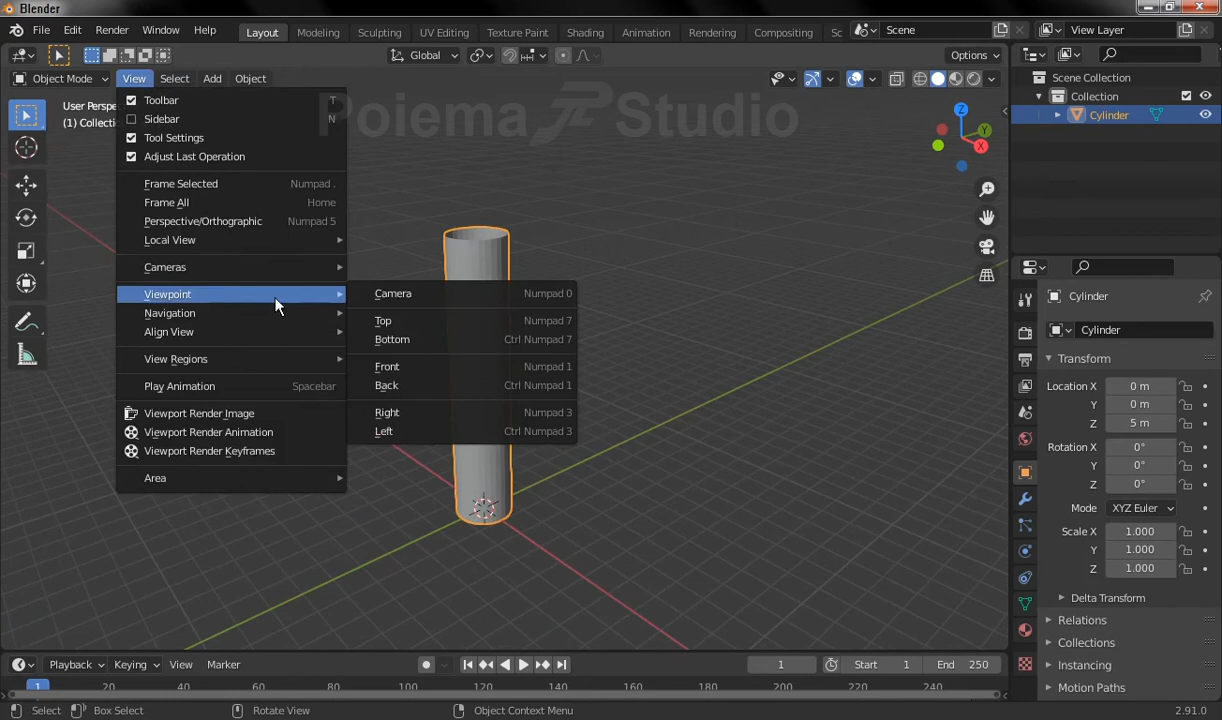 Blender
File Edit Render Window Help Layout Modeling Sculpting UV Editing Texture Paint Shading Animation Rendering Compositing Sc Scene View Layer
Global Options
Object Mode View Select Add Object
Scene Collection
Collection
Cylinder
User Perspe
(1) Collecti
Poiema Studio
Z
Y
X
Toolbar T
Sidebar N
Tool Settings
Adjust Last Operation
Frame Selected Numpad .
Frame All Home
Perspective/Orthographic Numpad 5
Local View
Cameras
Viewpoint
Navigation
Align View
View Regions
Play Animation Spacebar
Viewport Render Image
Viewport Render Animation
Viewport Render Keyframes
Area
Camera Numpad 0
Top Numpad 7
Bottom Ctrl Numpad 7
Front Numpad 1
Back Ctrl Numpad 1
Right Numpad 3
Left Ctrl Numpad 3
Cylinder
Cylinder
Transform
Location X 0 m
Y 0 m
Z 5 m
Rotation X 0°
Y 0°
Z 0°
Mode XYZ Euler
Scale X 1.000
Y 1.000
Z 1.000
Delta Transform
Relations
Collections
Instancing
Motion Paths
Playback Keying View Marker 1 Start 1 End 250
1 20 40 60 80 100 120 140 160 180 200 220 240
Select Box Select Rotate View Object Context Menu 2.91.0